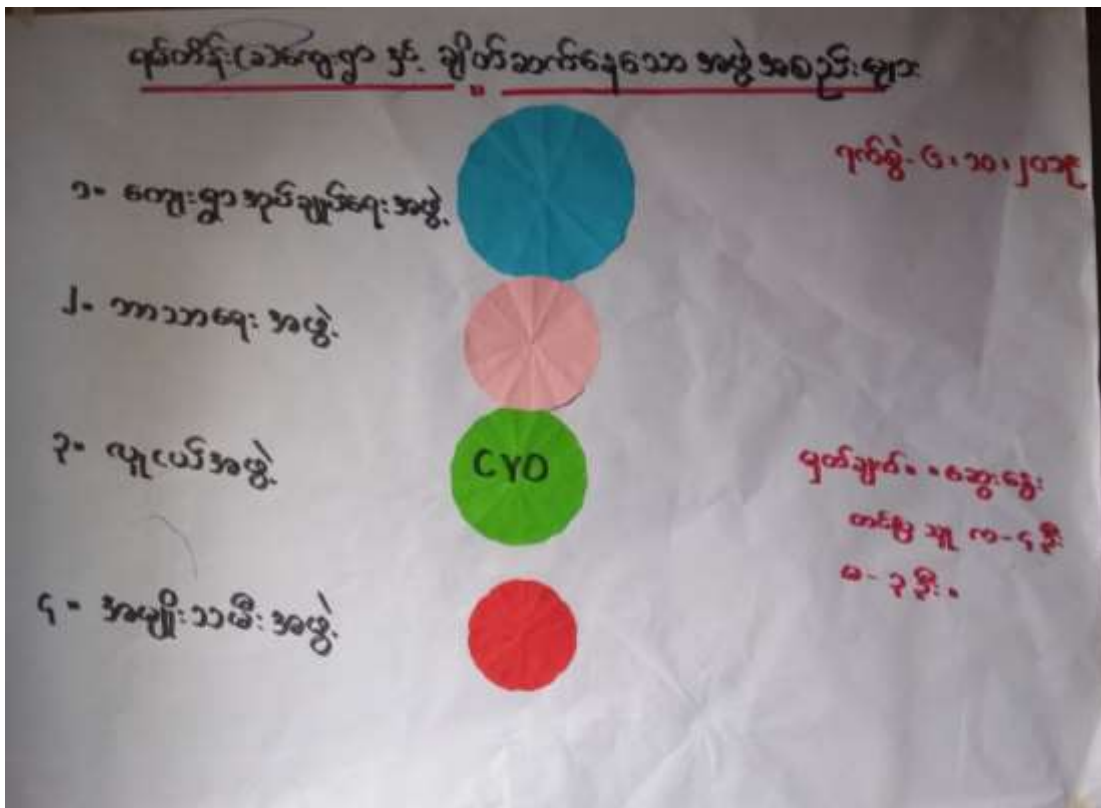 ရမ်တိန်း(ခ)ကျေးရွာ နှင့် ချိတ်ဆက်နေသော အဖွဲ့အစည်းများ
ရက်စွဲ- ၆.၁၀.၂၀၁၉
၁- ကျေးရွာအုပ်ချုပ်ရေးအဖွဲ့
၂- ဘာသာရေး အဖွဲ့
၃- လူငယ်အဖွဲ့
CYO
မှတ်ချက်။ ။ဆွေးနွေး
တင်ပြ သူ ကျ-၄ဦး
မ-၃ဦး။
၄- အမျိုးသမီးအဖွဲ့